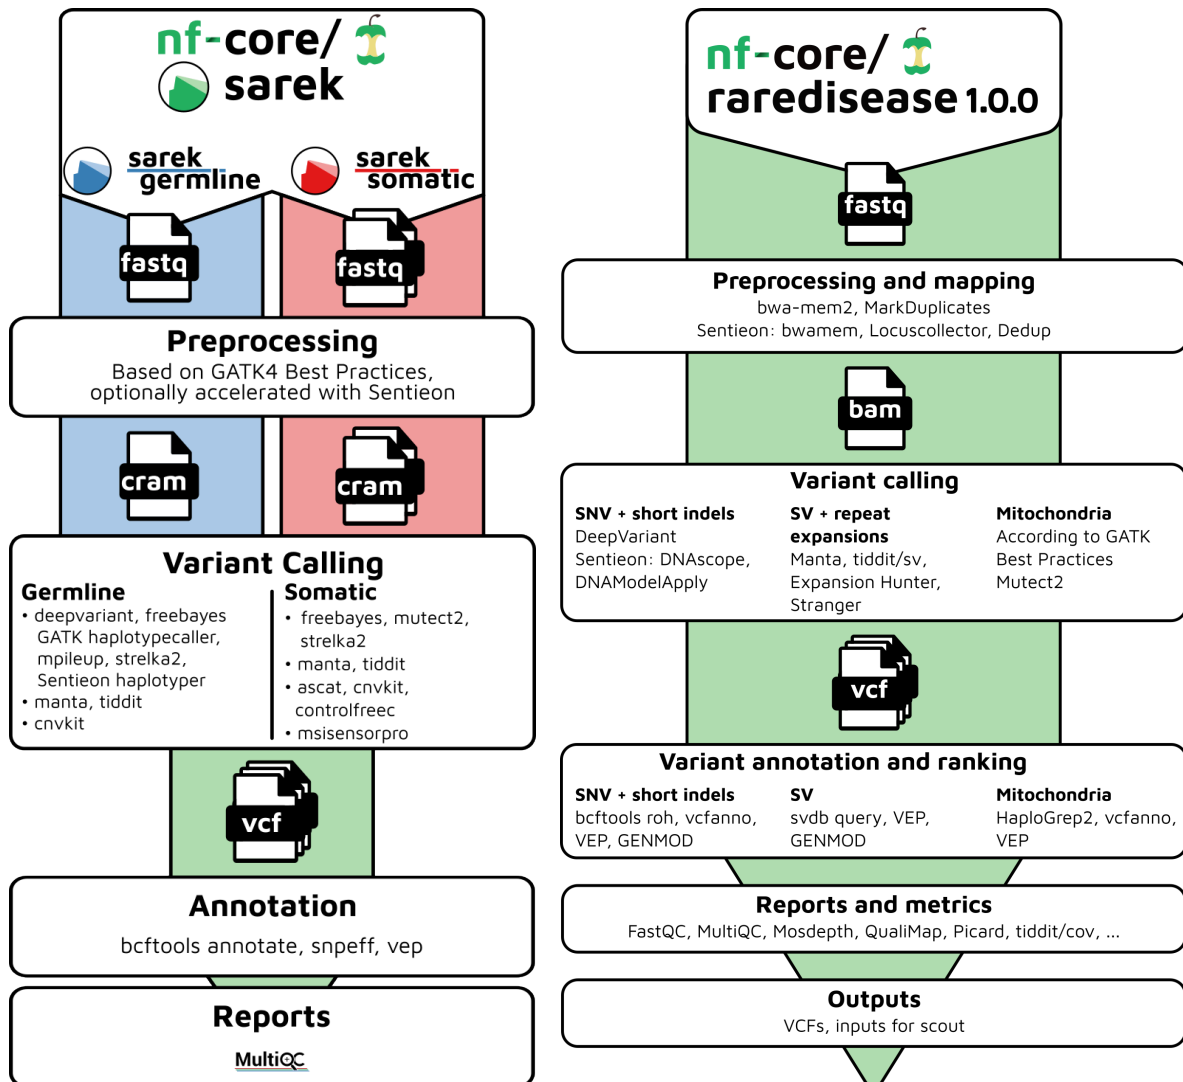 nf-core/
sarek
sarek
germline
sarek
somatic
fastq
fastq
Preprocessing
Based on GATK4 Best Practices,
optionally accelerated with Sentieon
cram
cram
Variant Calling
Germline
• deepvariant, freebayes
GATK haplotypecaller,
mpileup, strelka2,
Sentieon haplotyper
• manta, tiddit
• cnvkit
Somatic
• freebayes, mutect2,
strelka2
• manta, tiddit
• ascat, cnvkit,
controlfreec
• msisensorpro
vcf
Annotation
bcftools annotate, snpeff, vep
Reports
MultiQC
nf-core/
raredisease 1.0.0
fastq
Preprocessing and mapping
bwa-mem2, MarkDuplicates
Sentieon: bwamem, Locuscollector, Dedup
bam
Variant calling
SNV + short indels
DeepVariant
Sentieon: DNAscope,
DNAModelApply
SV + repeat
expansions
Manta, tiddit/sv,
Expansion Hunter,
Stranger
Mitochondria
According to GATK
Best Practices
Mutect2
vcf
Variant annotation and ranking
SNV + short indels
bcftools roh, vcfanno,
VEP, GENMOD
SV
svdb query, VEP,
GENMOD
Mitochondria
HaploGrep2, vcfanno,
VEP
Reports and metrics
FastQC, MultiQC, Mosdepth, QualiMap, Picard, tiddit/cov, ...
Outputs
VCFs, inputs for scout